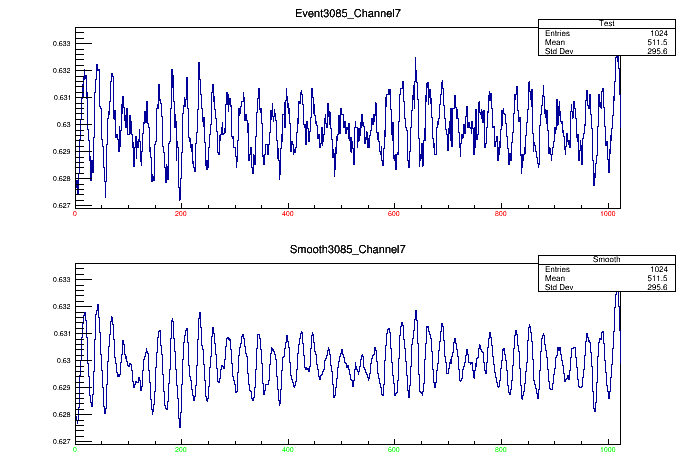 Event3085_Channel7
Test
Entries 1024
Mean 511.5
Std Dev 295.6
0.633
0.632
0.631
0.63
0.629
0.628
0.627
0 200 400 600 800 1000
Smooth3085_Channel7
Smooth
Entries 1024
Mean 511.5
Std Dev 295.6
0.633
0.632
0.631
0.63
0.629
0.628
0.627
0 200 400 600 800 1000